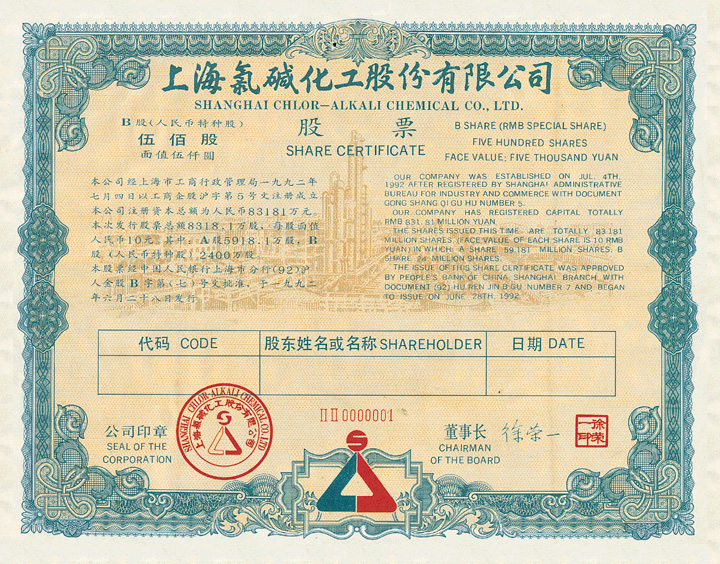 上海氯碱化工股份有限公司
SHANGHAI CHLOR—ALKALI CHEMICAL CO., LTD.
B股(人民币特种股)
伍佰股
面值伍仟圆
股票
SHARE CERTIFICATE
B SHARE (RMB SPECIAL SHARE)
FIVE HUNDRED SHARES
FACE VALUE; FIVE THOUSAND YUAN
本公司经上海市工商行政管理局一九九二年
七月四日以工商企股沪字第5号文注册成立
本公司注册资本总额为人民币83181万元。
本次发行股票总额8318.1万股，每股面值
人民币10元。其中：A股5918.1万股，B
股（人民币特种股）2400万股
本股票经中国人民银行上海市分行(92)沪
人金股B字第(七)号文批准，于一九九二
年六月二十八日发行。
OUR COMPANY WAS ESTABLISHED ON JUL. 4TH.
1992 AFTER REGISTERED BY SHANGHAI ADMINISTRATIVE
BUREAU FOR INDUSTRY AND COMMERCE WITH DOCUMENT
GONG SHANG QI GU HU NUMBER 5.
OUR COMPANY HAS REGISTERED CAPITAL TOTALLY
RMB 831.81 MILLION YUAN.
THE SHARES ISSUED THIS TIME ARE TOTALLY 83.181
MILLION SHARES (FACE VALUE OF EACH SHARE IS 10 RMB
YUAN) IN WHICH A SHARE 59.181 MILLION SHARES, B
SHARE 24 MILLION SHARES.
THE ISSUE OF THIS SHARE CERTIFICATE WAS APPROVED
BY PEOPLE'S BANK OF CHINA, SHANGHAI BRANCH WITH
DOCUMENT (92) HU REN JIN B GU NUMBER 7 AND BEGAN
TO ISSUE ON JUNE 28TH, 1992.
代码 CODE
股东姓名或名称 SHAREHOLDER
日期 DATE
SHANGHAI CHLOR-ALKALI CHEMICAL CO., LTD
上海氯碱化工股份有限公司
0000001
公司印章
SEAL OF THE
CORPORATION
董事长
CHAIRMAN
OF THE BOARD
徐荣一
徐荣一印